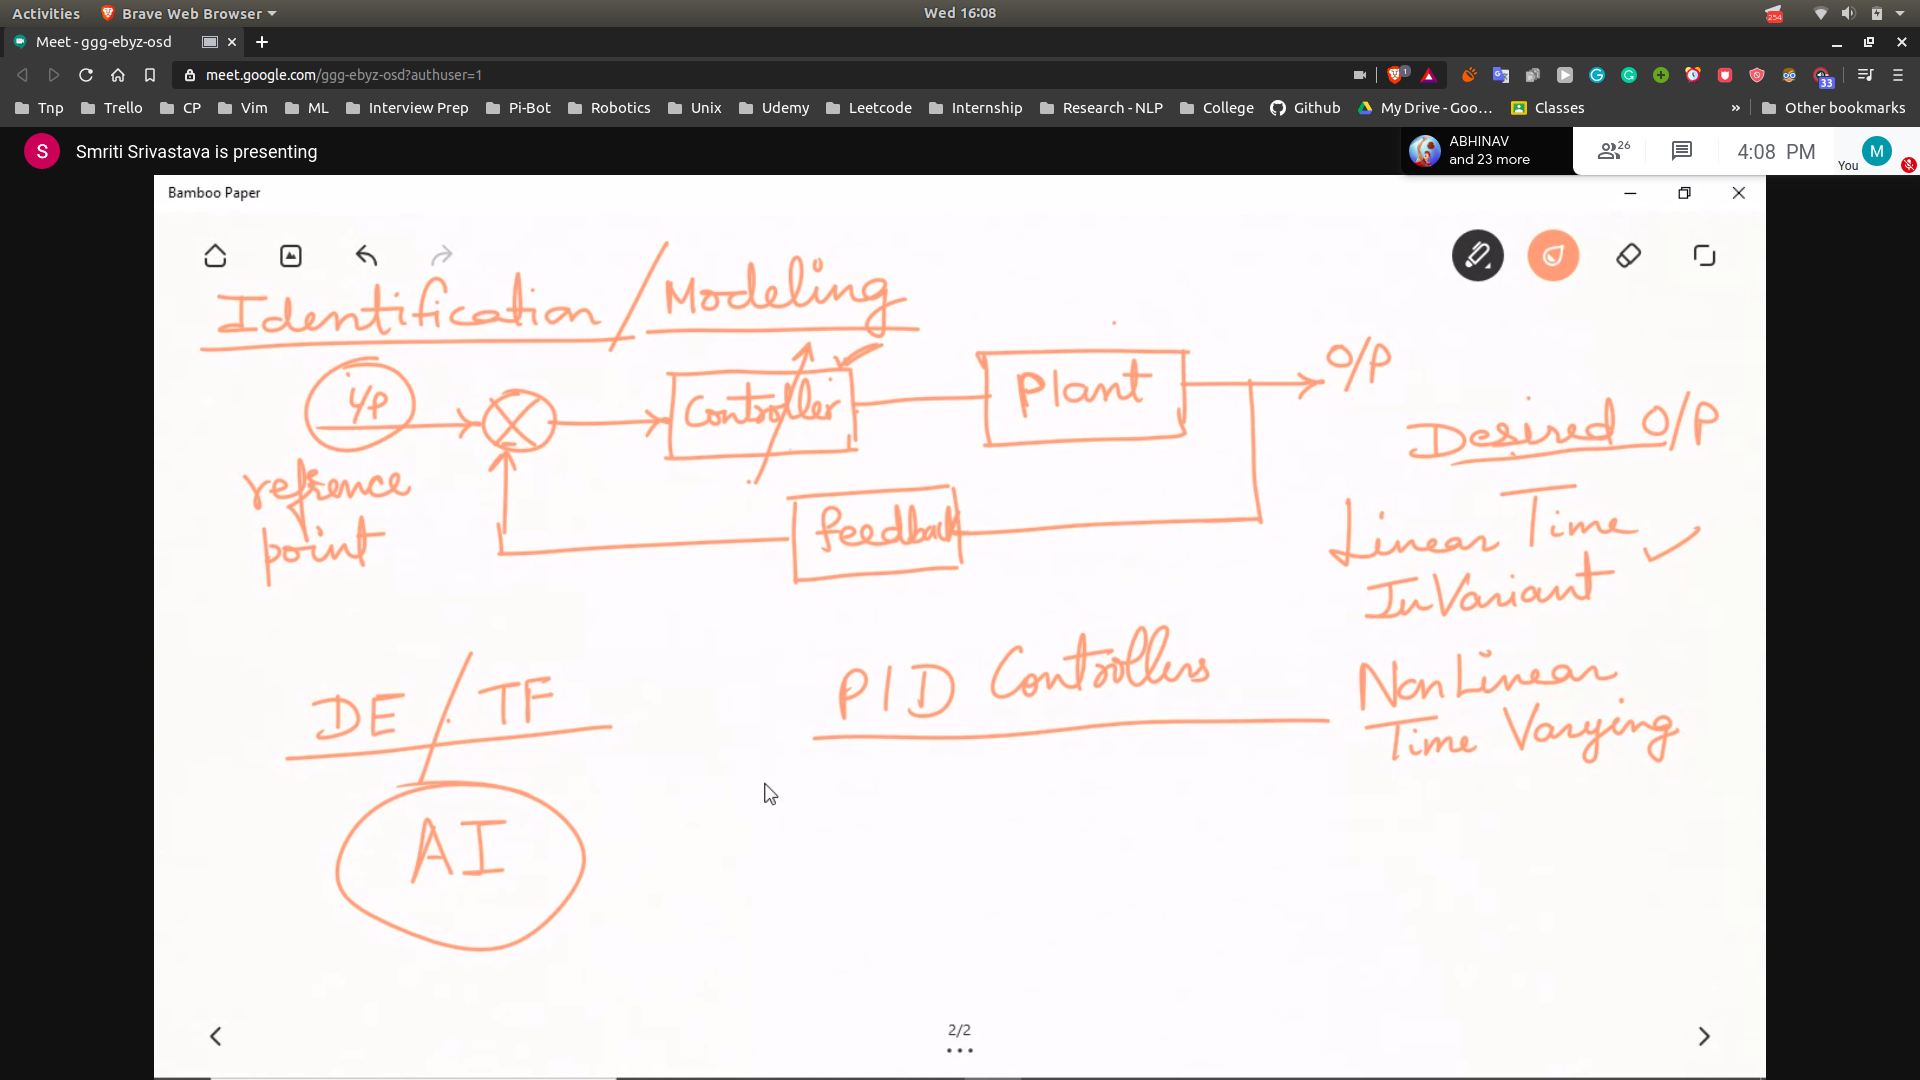 Activities
Brave Web Browser
Wed 16:08
254
Meet - ggg-ebyz-osd
meet.google.com/ggg-ebyz-osd?authuser=1
1
33
Tnp
Trello
CP
Vim
ML
Interview Prep
Pi-Bot
Robotics
Unix
Udemy
Leetcode
Internship
Research - NLP
College
Github
My Drive - Goo...
Classes
»
Other bookmarks
S
Smriti Srivastava is presenting
ABHINAV
and 23 more
26
4:08 PM
You
M
Bamboo Paper
Identification / Modeling
i/p
Controller
Plant
O/P
Desired O/P
refrence
point
feedback
Linear Time
InVariant
DE / TF
PID Controllers
Non Linear
Time Varying
AI
2/2